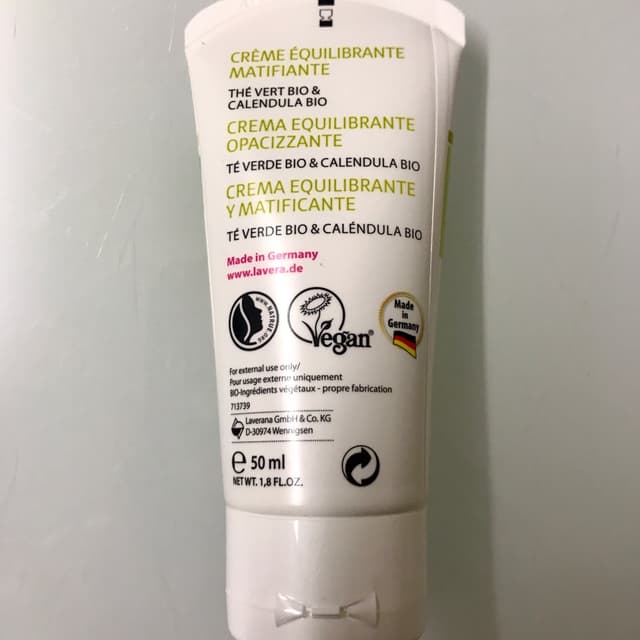 CRÈME ÉQUILIBRANTE
MATIFIANTE
THÉ VERT BIO &
CALENDULA BIO
CREMA EQUILIBRANTE
OPACIZZANTE
TÉ VERDE BIO & CALENDULA BIO
CREMA EQUILIBRANTE
Y MATIFICANTE
TÉ VERDE BIO & CALÉNDULA BIO
Made in Germany
www.lavera.de
www.NATRUE.org
Vegan®
Made
in
Germany
For external use only/
Pour usage externe uniquement
BIO-Ingrédients végétaux - propre fabrication
713739
Laverana GmbH & Co. KG
D-30974 Wennigsen
e 50 ml
NET WT. 1,8 FL.OZ.